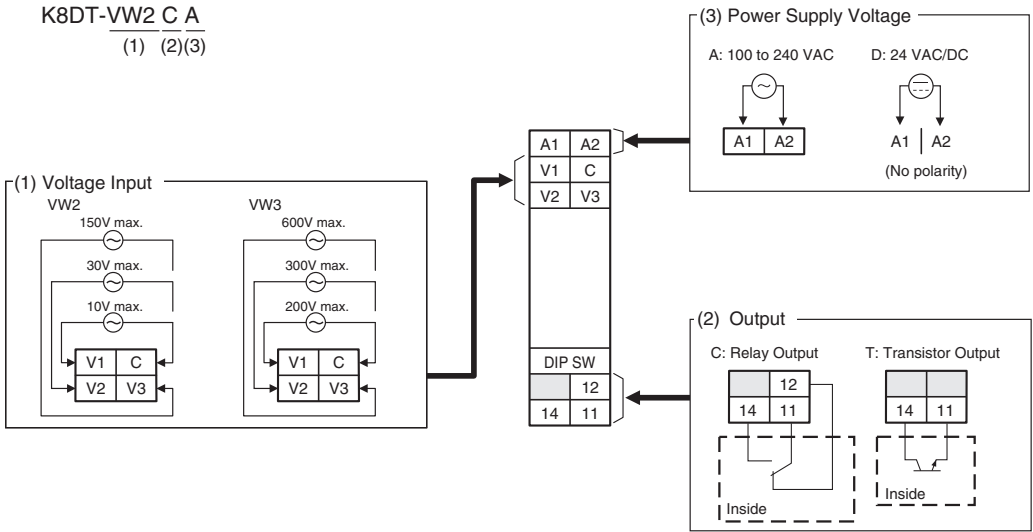 K8DT-VW2 C A
(1) (2)(3)
(1) Voltage Input
VW2
150V max.
30V max.
10V max.
V1 C
V2 V3
VW3
600V max.
300V max.
200V max.
V1 C
V2 V3
A1 A2
V1 C
V2 V3
DIP SW
12
14 11
(3) Power Supply Voltage
A: 100 to 240 VAC
A1 A2
D: 24 VAC/DC
A1 A2
(No polarity)
(2) Output
C: Relay Output
12
14 11
Inside
T: Transistor Output
14 11
Inside